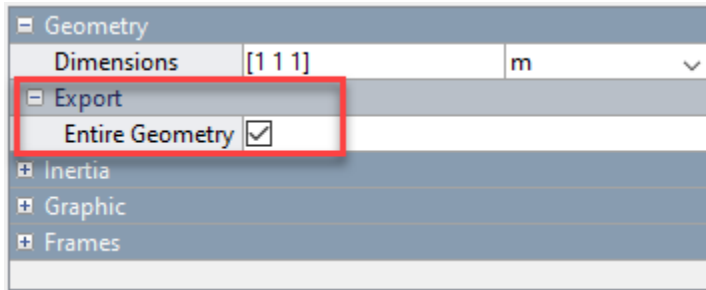 Geometry
Dimensions [1 1 1] m
Export
Entire Geometry
Inertia
Graphic
Frames